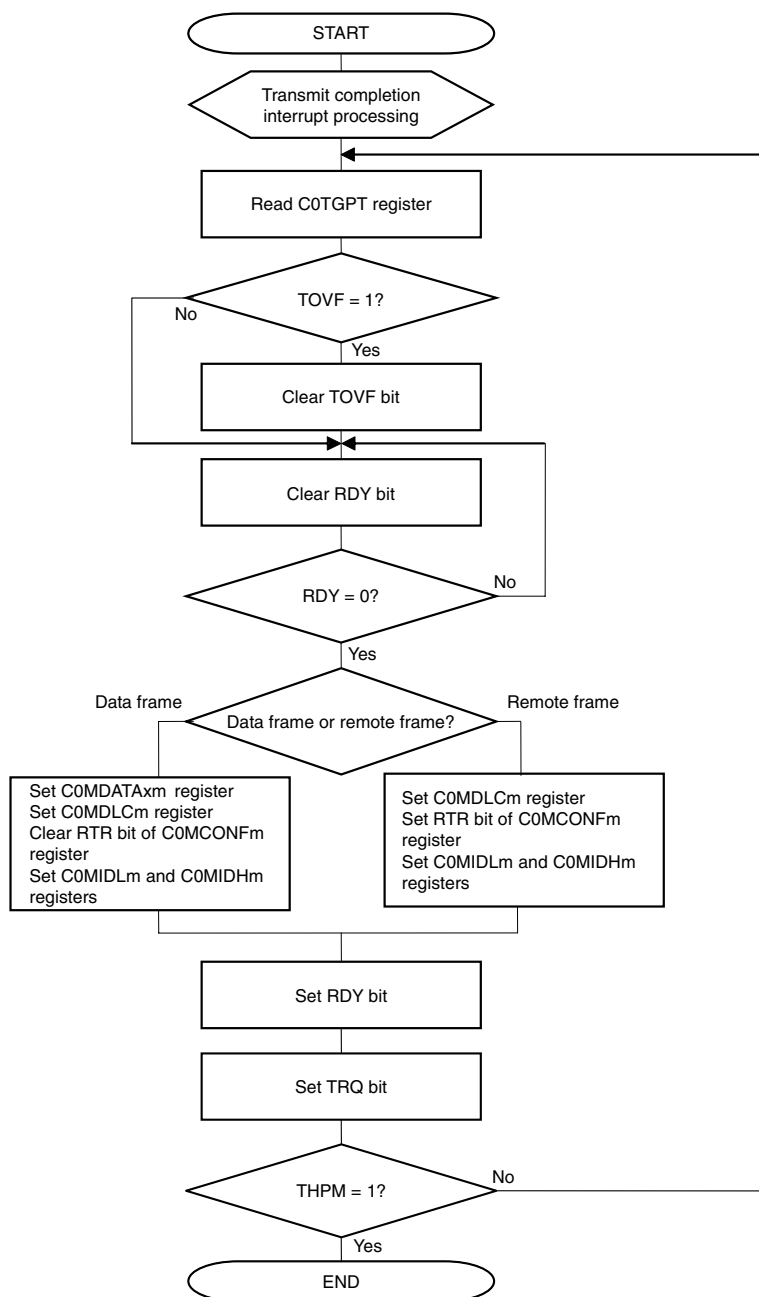 START
Transmit completion
interrupt processing
Read C0TGPT register
TOVF = 1?
No
Yes
Clear TOVF bit
Clear RDY bit
RDY = 0?
No
Yes
Data frame
Remote frame
Data frame or remote frame?
Set C0MDATAxm register
Set C0MDLCm register
Clear RTR bit of C0MCONFm
register
Set C0MIDLm and C0MIDHm
registers
Set C0MDLCm register
Set RTR bit of C0MCONFm
register
Set C0MIDLm and C0MIDHm
registers
Set RDY bit
Set TRQ bit
THPM = 1?
No
Yes
END